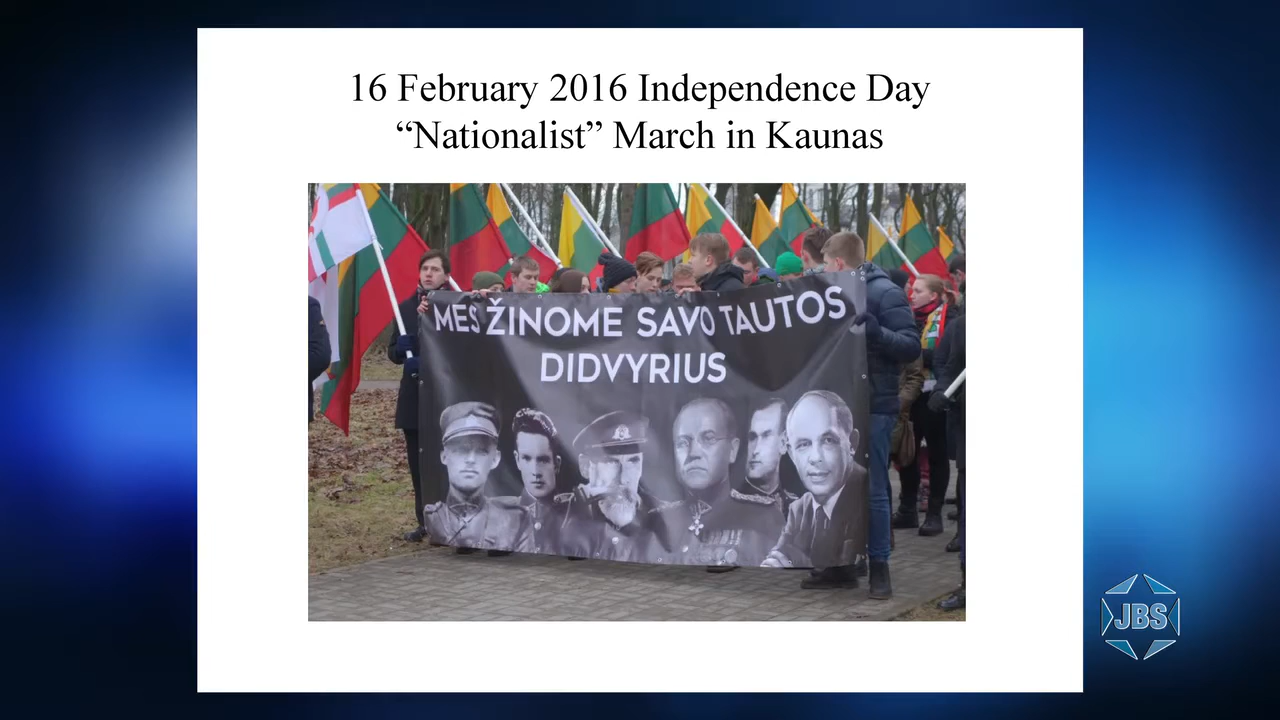 16 February 2016 Independence Day
“Nationalist” March in Kaunas
MES ŽINOME SAVO TAUTOS
DIDVYRIUS
JBS